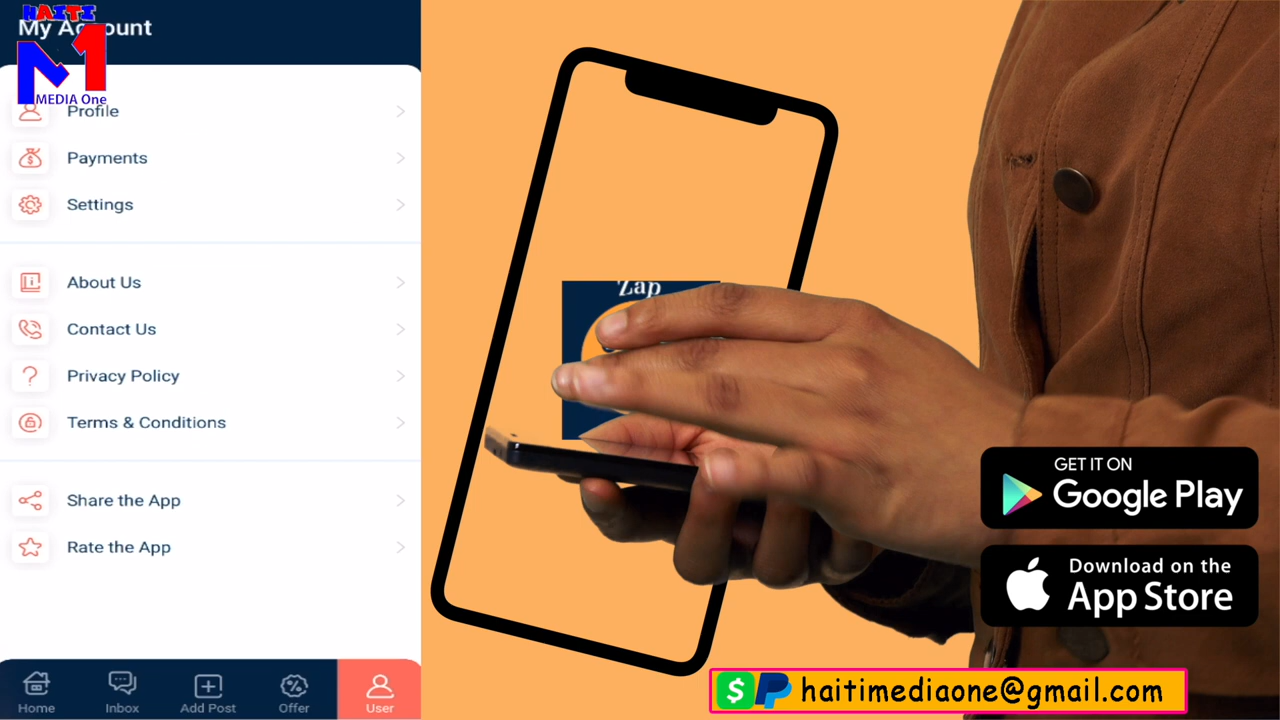 HAITI
My Account
M1
MEDIA One
Profile
Payments
Settings
About Us
Contact Us
Privacy Policy
Terms & Conditions
Share the App
Rate the App
Home
Inbox
Add Post
Offer
User
Zap
GET IT ON
Google Play
Download on the
App Store
$ P haitimediaone@gmail.com